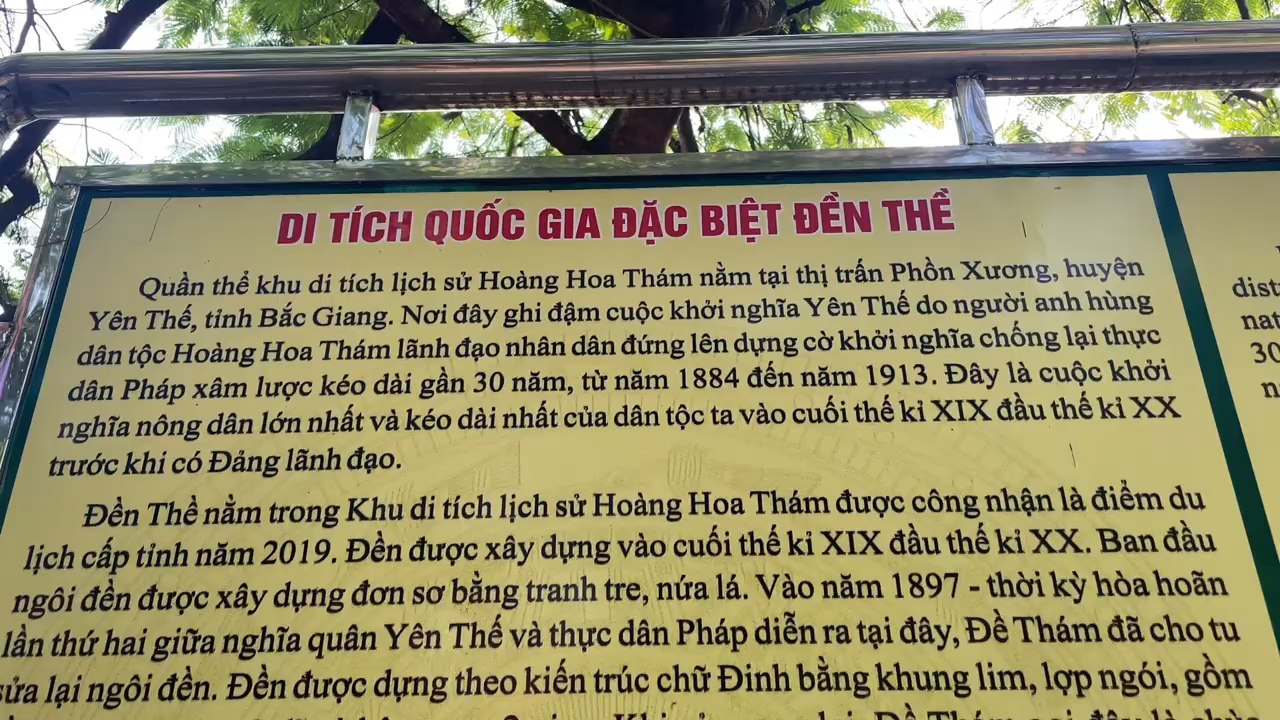 DI TÍCH QUỐC GIA ĐẶC BIỆT ĐỀN THỀ
Quần thể khu di tích lịch sử Hoàng Hoa Thám nằm tại thị trấn Phồn Xương, huyện
Yên Thế, tỉnh Bắc Giang. Nơi đây ghi đậm cuộc khởi nghĩa Yên Thế do người anh hùng
dân tộc Hoàng Hoa Thám lãnh đạo nhân dân đứng lên dựng cờ khởi nghĩa chống lại thực
dân Pháp xâm lược kéo dài gần 30 năm, từ năm 1884 đến năm 1913. Đây là cuộc khởi
nghĩa nông dân lớn nhất và kéo dài nhất của dân tộc ta vào cuối thế kỉ XIX đầu thế kỉ XX
trước khi có Đảng lãnh đạo.
Đền Thề nằm trong Khu di tích lịch sử Hoàng Hoa Thám được công nhận là điểm du
lịch cấp tỉnh năm 2019. Đền được xây dựng vào cuối thế kỉ XIX đầu thế kỉ XX. Ban đầu
ngôi đền được xây dựng đơn sơ bằng tranh tre, nứa lá. Vào năm 1897 - thời kỳ hòa hoãn
lần thứ hai giữa nghĩa quân Yên Thế và thực dân Pháp diễn ra tại đây, Đề Thám đã cho tu
sửa lại ngôi đền. Đền được dựng theo kiến trúc chữ Đinh bằng khung lim, lợp ngói, gồm
dist
nat
30
n